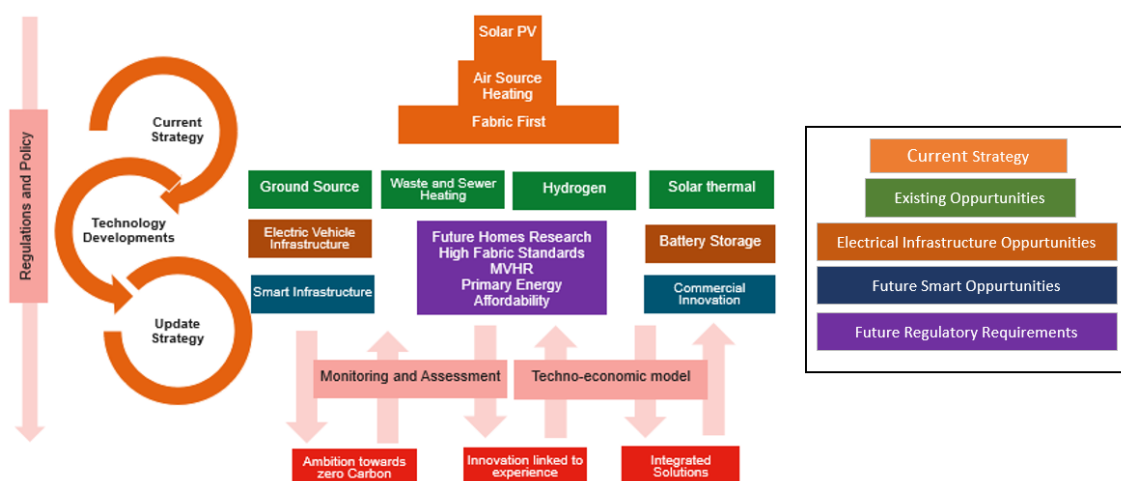 Regulations and Policy
Current
Strategy
Technology
Developments
Update
Strategy
Solar PV
Air Source
Heating
Fabric First
Ground Source
Waste and Sewer
Heating
Hydrogen
Solar thermal
Electric Vehicle
Infrastructure
Future Homes Research
High Fabric Standards
MVHR
Primary Energy
Affordability
Battery Storage
Smart Infrastructure
Commercial
Innovation
Monitoring and Assessment
Techno-economic model
Ambition towards
zero Carbon
Innovation linked to
experience
Integrated
Solutions
Current Strategy
Existing Oppurtunities
Electrical Infrastructure Oppurtunities
Future Smart Oppurtunities
Future Regulatory Requirements